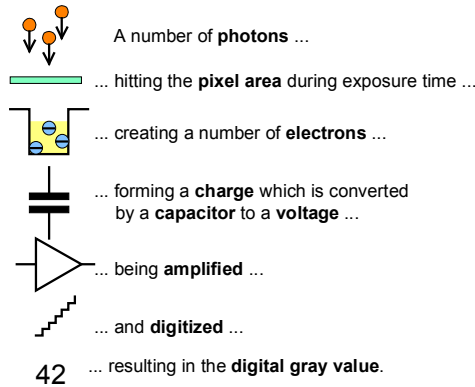 A number of photons ...
... hitting the pixel area during exposure time ...
... creating a number of electrons ...
... forming a charge which is converted
by a capacitor to a voltage ...
... being amplified ...
... and digitized ...
42 ... resulting in the digital gray value.